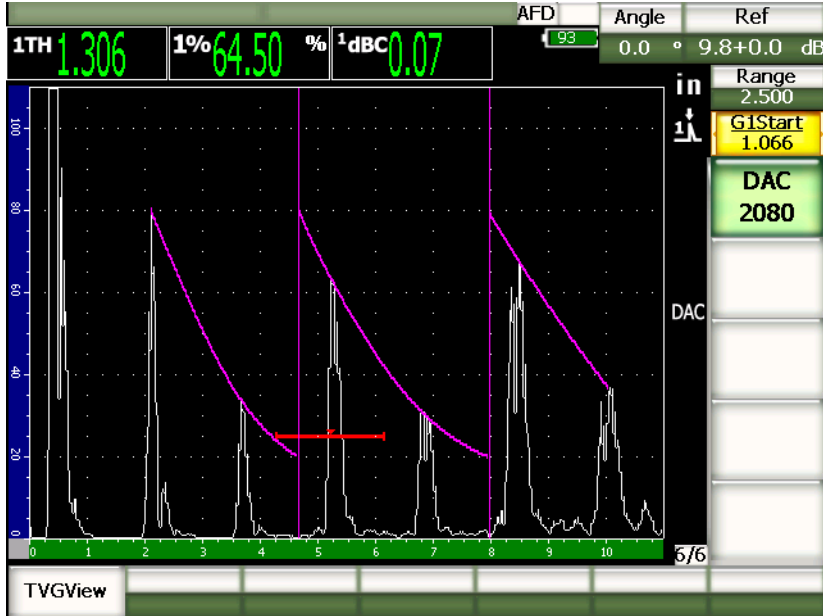 AFD
Angle
Ref
93
0.0 °
9.8+0.0 dB
1TH 1.306
1% 64.50 %
1dBC 0.07
in
Range
2.500
1
G1Start
1.066
DAC
2080
DAC
100
80
60
40
20
0
0 1 2 3 4 5 6 7 8 9 10
6/6
TVGView